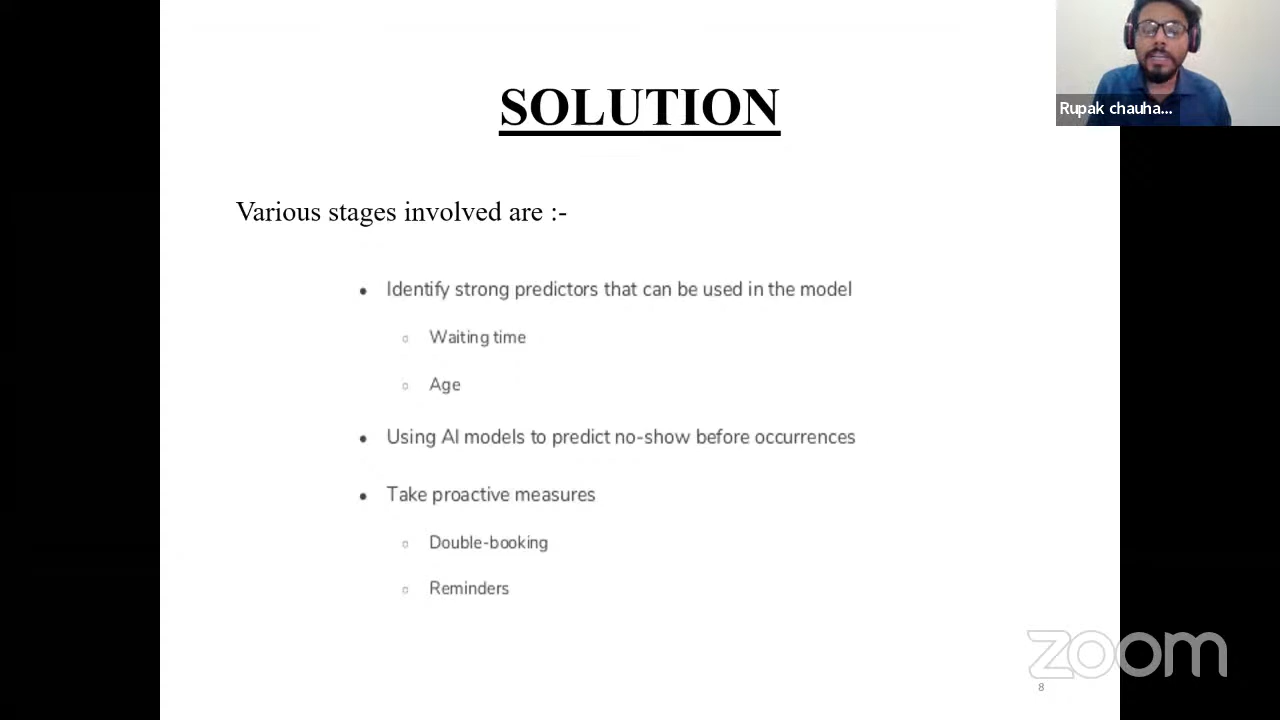 SOLUTION
Rupak chauha...
Various stages involved are :-
• Identify strong predictors that can be used in the model
○ Waiting time
○ Age
• Using AI models to predict no-show before occurrences
• Take proactive measures
○ Double-booking
○ Reminders
zoom
8